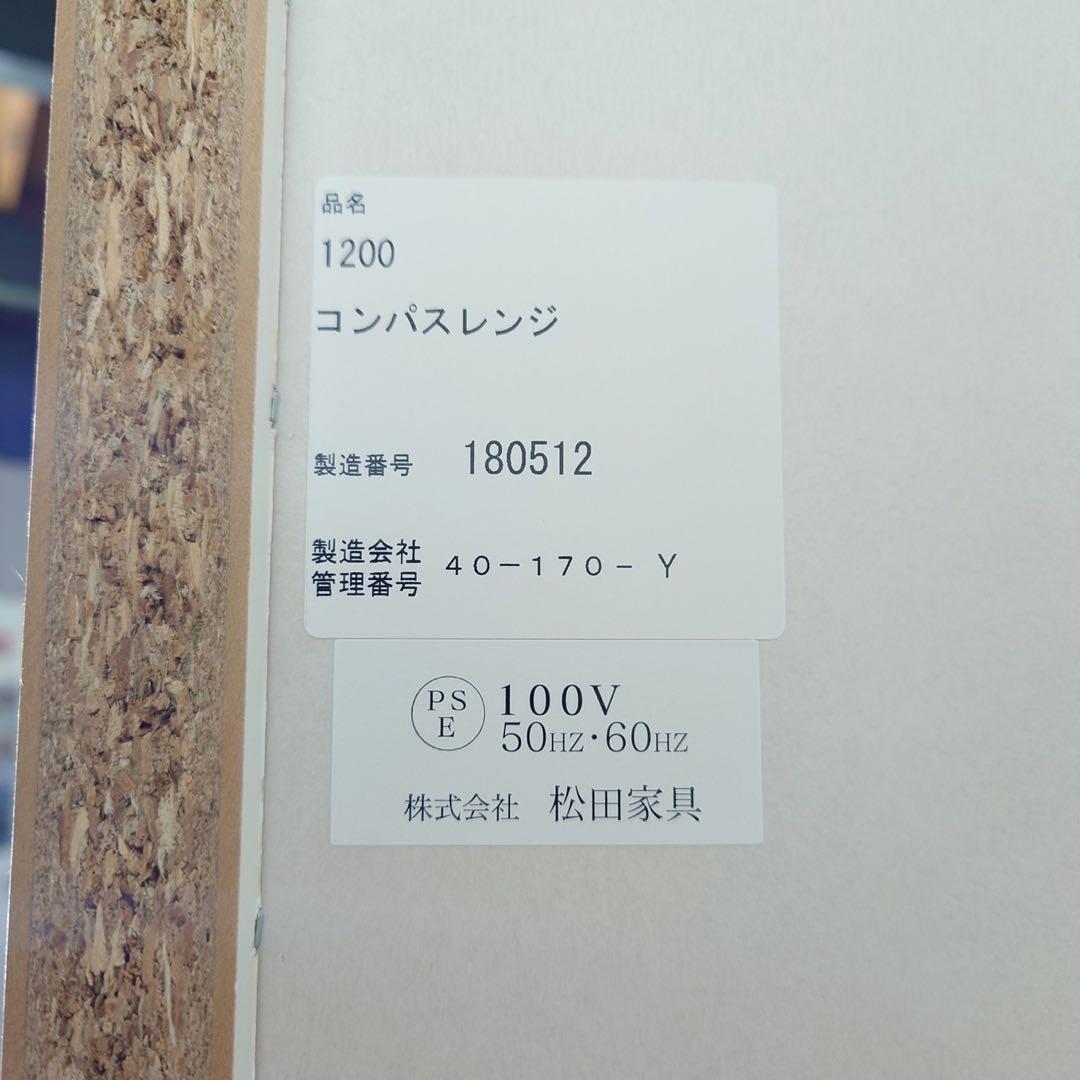 品名
1200
コンパスレンジ
製造番号 180512
製造会社
管理番号 40-170-Y
PS
E
100V
50HZ・60HZ
株式会社 松田家具